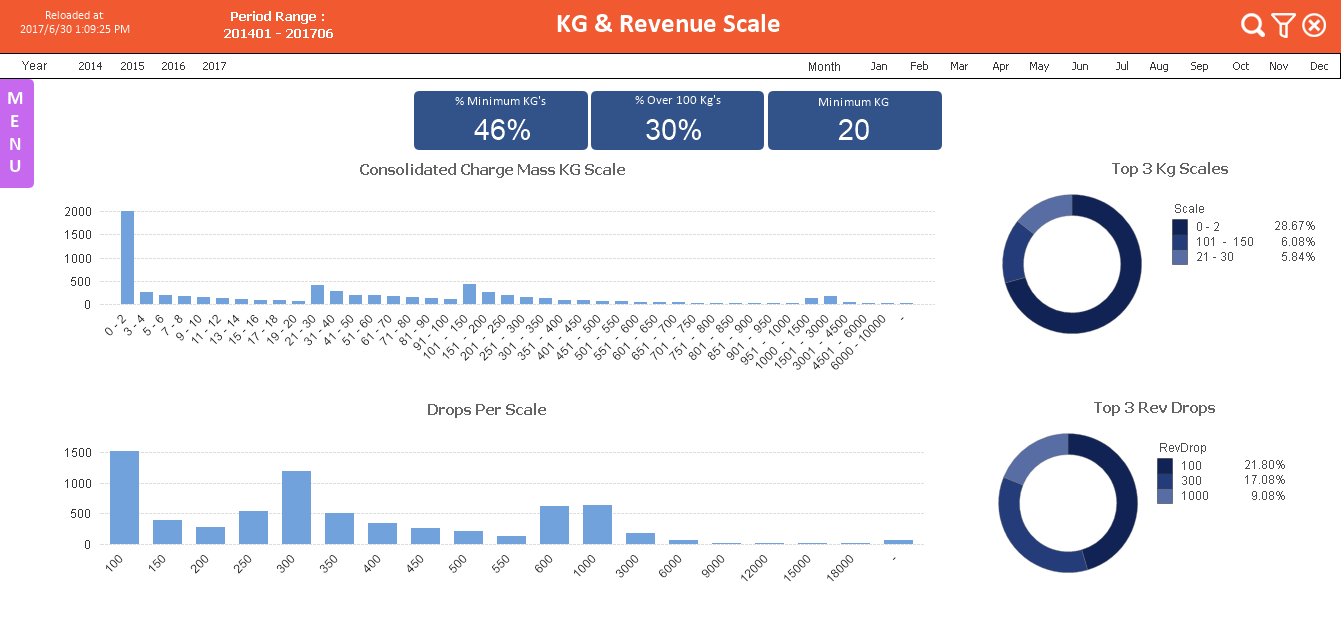 Reloaded at
2017/6/30 1:09:25 PM
Period Range :
201401 - 201706
KG & Revenue Scale
Year 2014 2015 2016 2017 Month Jan Feb Mar Apr May Jun Jul Aug Sep Oct Nov Dec
M
E
N
U
% Minimum KG's
46%
% Over 100 Kg's
30%
Minimum KG
20
Consolidated Charge Mass KG Scale
2000
1500
1000
500
0
0 - 2
3 - 4
5 - 6
7 - 8
9 - 10
11 - 12
13 - 14
15 - 16
17 - 18
19 - 20
21 - 30
31 - 40
41 - 50
51 - 60
61 - 70
71 - 80
81 - 90
91 - 100
101 - 150
151 - 200
201 - 250
251 - 300
301 - 350
351 - 400
401 - 450
451 - 500
501 - 550
551 - 600
601 - 650
651 - 700
701 - 750
751 - 800
801 - 850
851 - 900
901 - 950
951 - 1000
1000 - 1500
1501 - 3000
3001 - 4500
4501 - 6000
6000 - 10000
-
Top 3 Kg Scales
Scale
0 - 2 28.67%
101 - 150 6.08%
21 - 30 5.84%
Drops Per Scale
1500
1000
500
0
100
150
200
250
300
350
400
450
500
550
600
1000
3000
6000
9000
12000
15000
18000
-
Top 3 Rev Drops
RevDrop
100 21.80%
300 17.08%
1000 9.08%